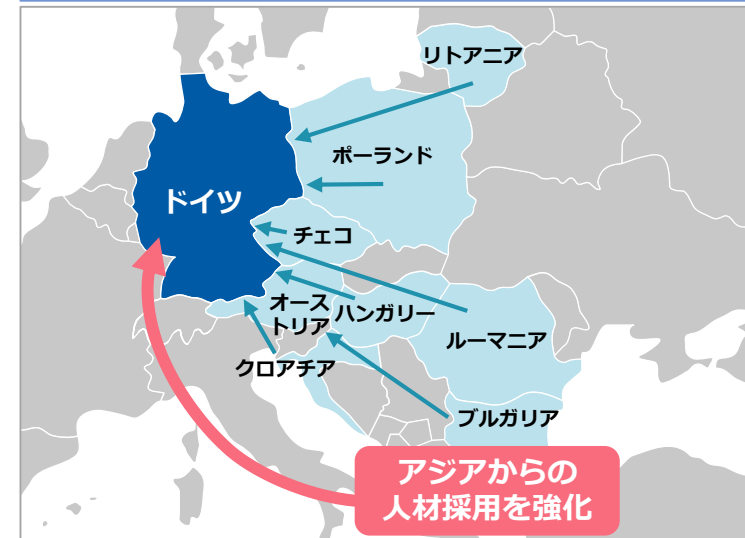 リトアニア
ポーランド
ドイツ
チェコ
オース
トリア
ハンガリー
ルーマニア
クロアチア
ブルガリア
アジアからの
人材採用を強化